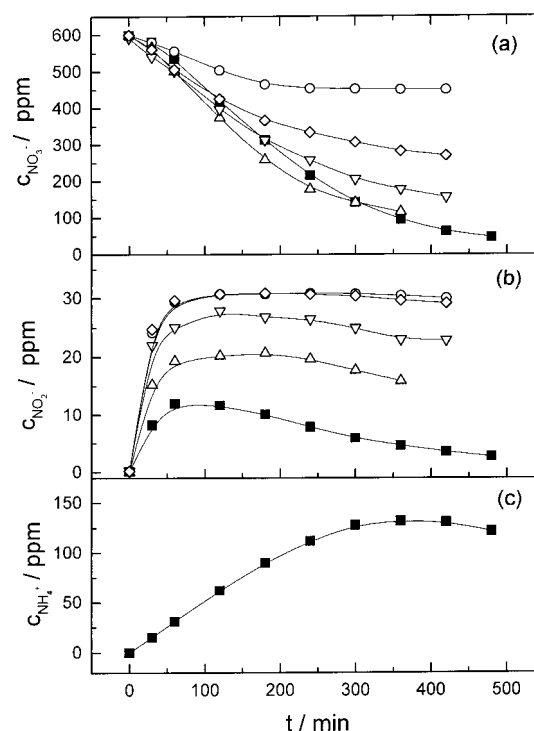 (a)
600
500
400
300
200
100
0
c_NO₃⁻ / ppm
(b)
30
20
10
0
c_NO₂⁻ / ppm
(c)
150
100
50
0
c_NH₄⁺ / ppm
0 100 200 300 400 500
t / min